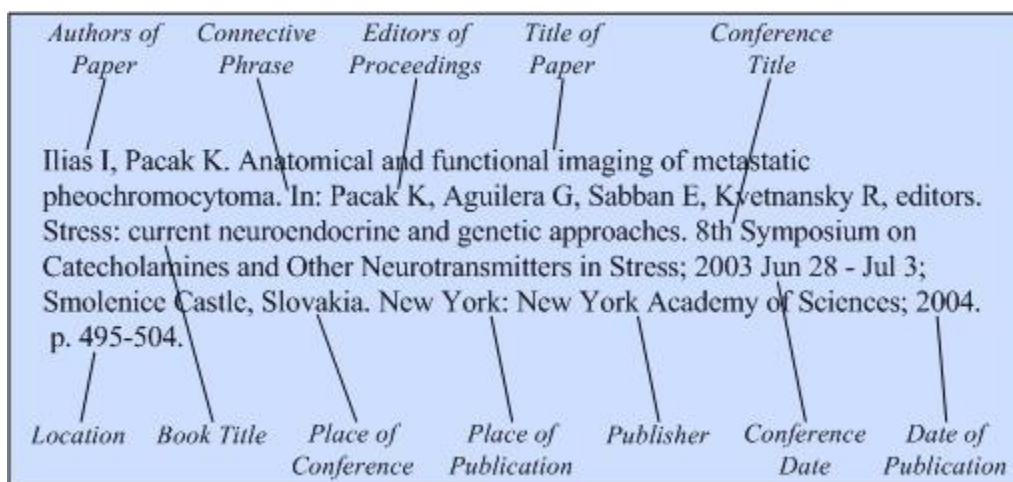 Authors of Connective Editors of Title of Conference
Paper Phrase Proceedings Paper Title
Ilias I, Pacak K. Anatomical and functional imaging of metastatic
pheochromocytoma. In: Pacak K, Aguilera G, Sabban E, Kvetnansky R, editors.
Stress: current neuroendocrine and genetic approaches. 8th Symposium on
Catecholamines and Other Neurotransmitters in Stress; 2003 Jun 28 - Jul 3;
Smolenice Castle, Slovakia. New York: New York Academy of Sciences; 2004.
p. 495-504.
Location Book Title Place of Place of Publisher Conference Date of
Conference Publication Date Publication